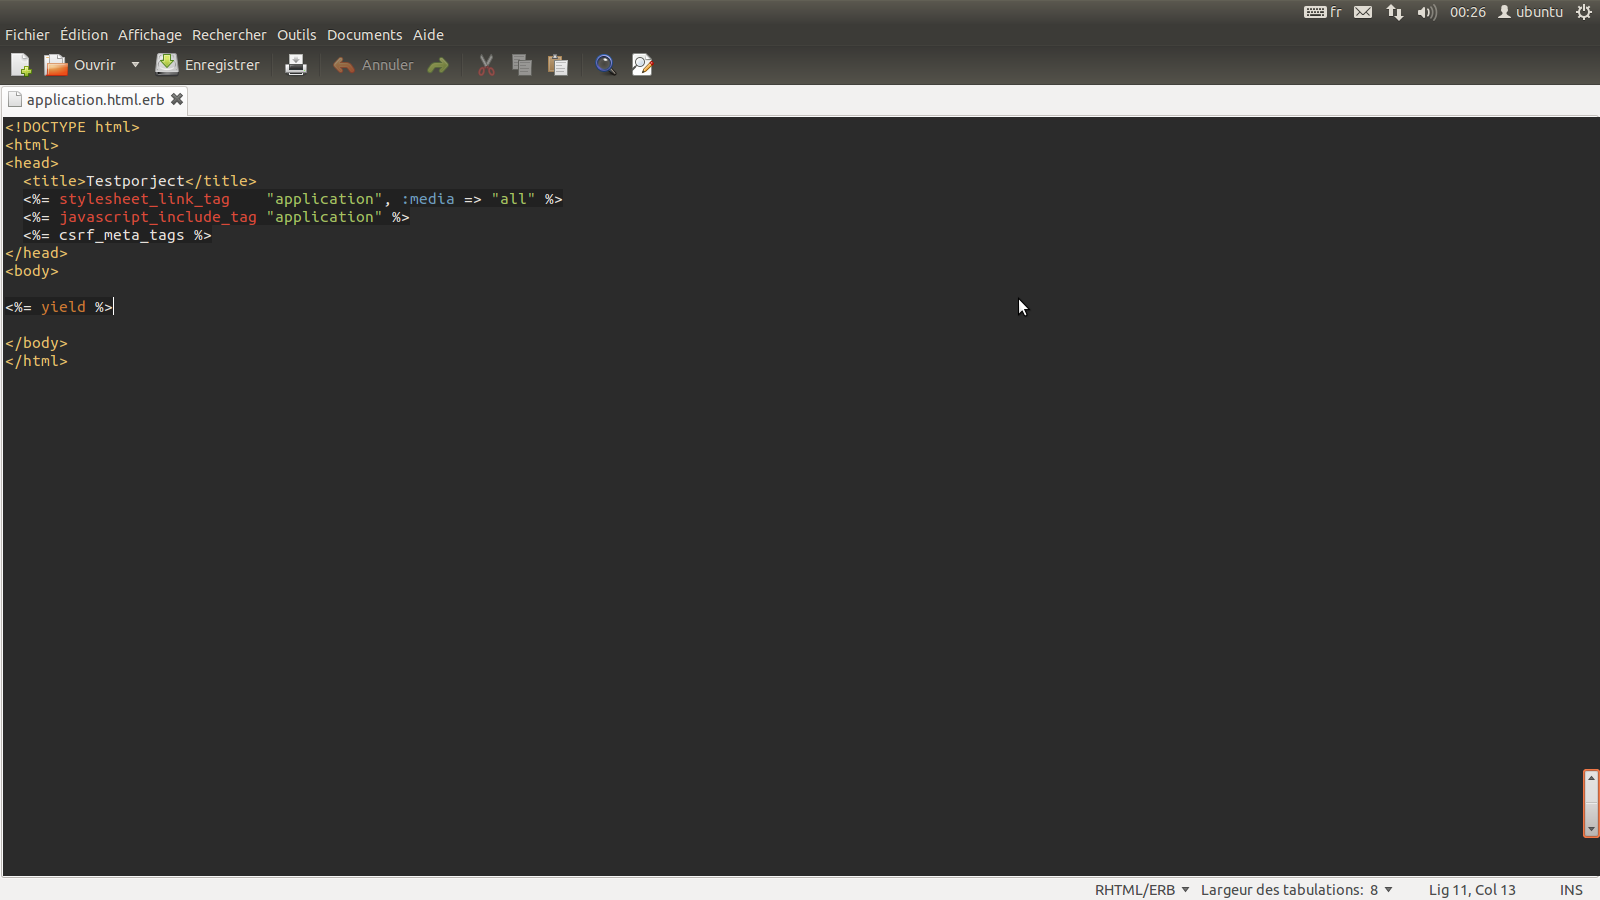 fr 00:26 ubuntu
Fichier Édition Affichage Rechercher Outils Documents Aide
Ouvrir Enregistrer Annuler
application.html.erb
<!DOCTYPE html>
<html>
<head>
  <title>Testporject</title>
  <%= stylesheet_link_tag    "application", :media => "all" %>
  <%= javascript_include_tag "application" %>
  <%= csrf_meta_tags %>
</head>
<body>
<%= yield %>
</body>
</html>
RHTML/ERB Largeur des tabulations: 8 Lig 11, Col 13 INS